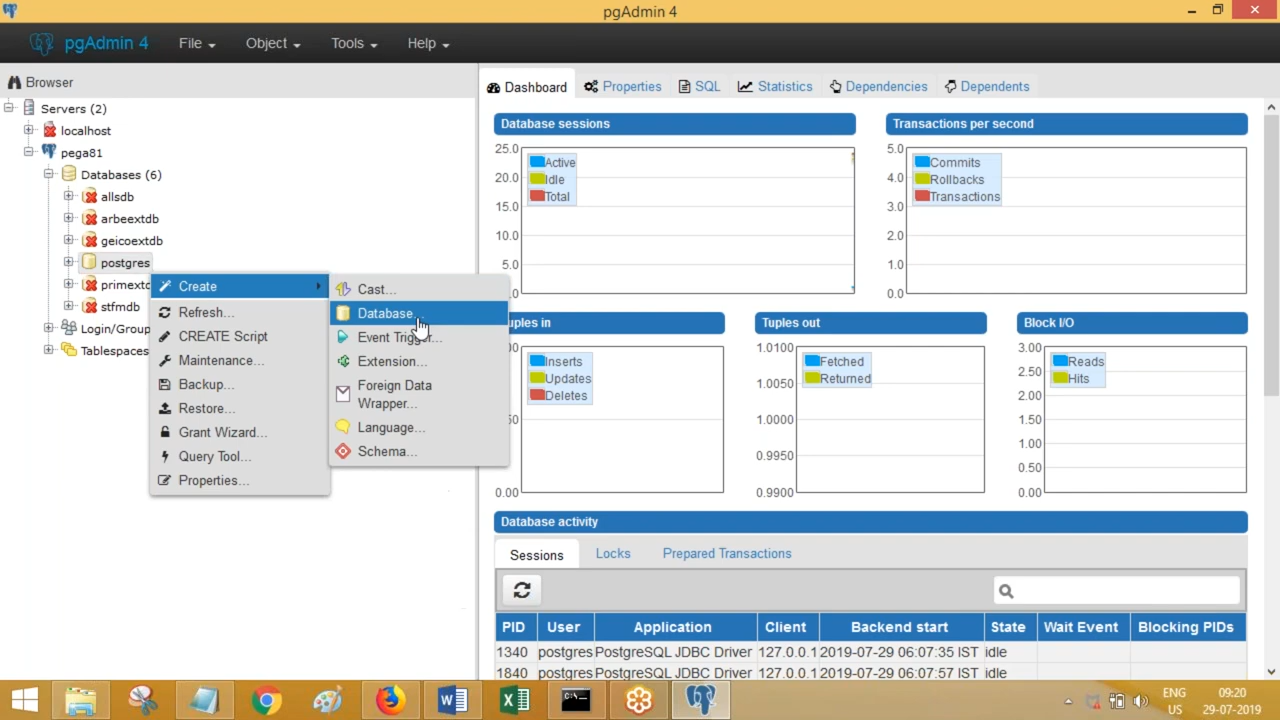 pgAdmin 4
pgAdmin 4 File Object Tools Help
Browser
Servers (2)
localhost
pega81
Databases (6)
allsdb
arbeextdb
geicoextdb
postgres
stfmdb
Login/Group
Tablespaces
Create
Refresh...
CREATE Script
Maintenance...
Backup...
Restore...
Grant Wizard...
Query Tool...
Properties...
Cast...
Database...
Extension...
Foreign Data
Wrapper...
Language...
Schema...
Dashboard Properties SQL Statistics Dependencies Dependents
Database sessions
25.0
20.0
15.0
10.0
5.0
Active
Idle
Total
Transactions per second
5.0
4.0
3.0
2.0
1.0
0.0
Commits
Rollbacks
Transactions
in
0.00
Inserts
Updates
Deletes
Tuples out
1.0100
1.0050
1.0000
0.9950
0.9900
Fetched
Returned
Block I/O
3.00
2.50
2.00
1.50
1.00
0.50
0.00
Reads
Hits
Database activity
Sessions Locks Prepared Transactions
PID User Application Client Backend start State Wait Event Blocking PIDs
1340 postgres PostgreSQL JDBC Driver 127.0.0.1 2019-07-29 06:07:35 IST idle
1840 postgres PostgreSQL JDBC Driver 127.0.0.1 2019-07-29 06:07:57 IST idle
ENG
US
09:20
29-07-2019